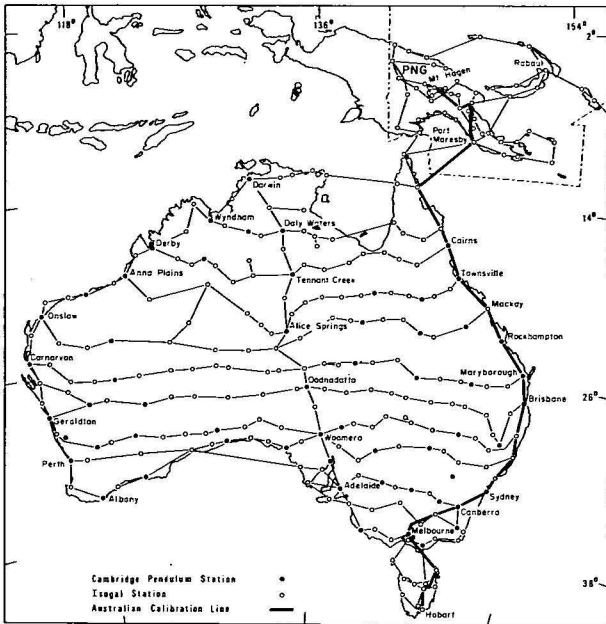 118°
136°
154°
2°
PNG
Mt Hagen
Rabaul
Port
Moresby
Darwin
14°
Wyndham
Daly Waters
Derby
Cairns
Anna Plains
Tennant Creek
Townsville
Mackay
Onslow
Alice Springs
Rockhampton
Carnarvon
Maryborough
Oodnadatta
26°
Brisbane
Geraldton
Woomera
Perth
Adelaide
Sydney
Albany
Canberra
Melbourne
Cambridge Pendulum Station
Isogal Station
Australian Calibration Line
38°
Hobart